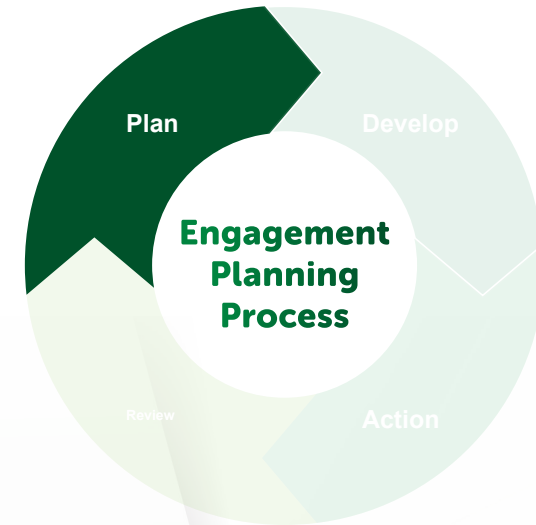 Plan
Develop
Engagement
Planning
Process
Review
Action